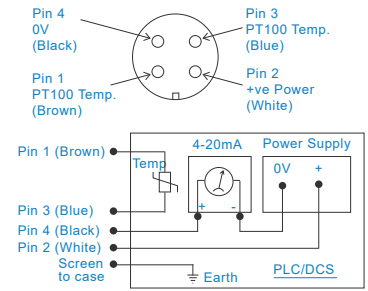 Pin 4
0V
(Black)
Pin 3
PT100 Temp.
(Blue)
Pin 1
PT100 Temp.
(Brown)
Pin 2
+ve Power
(White)
4-20mA
Power Supply
Pin 1 (Brown)
Temp
0V
+
Pin 3 (Blue)
+
-
Pin 4 (Black)
Pin 2 (White)
Screen
to case
Earth
PLC/DCS